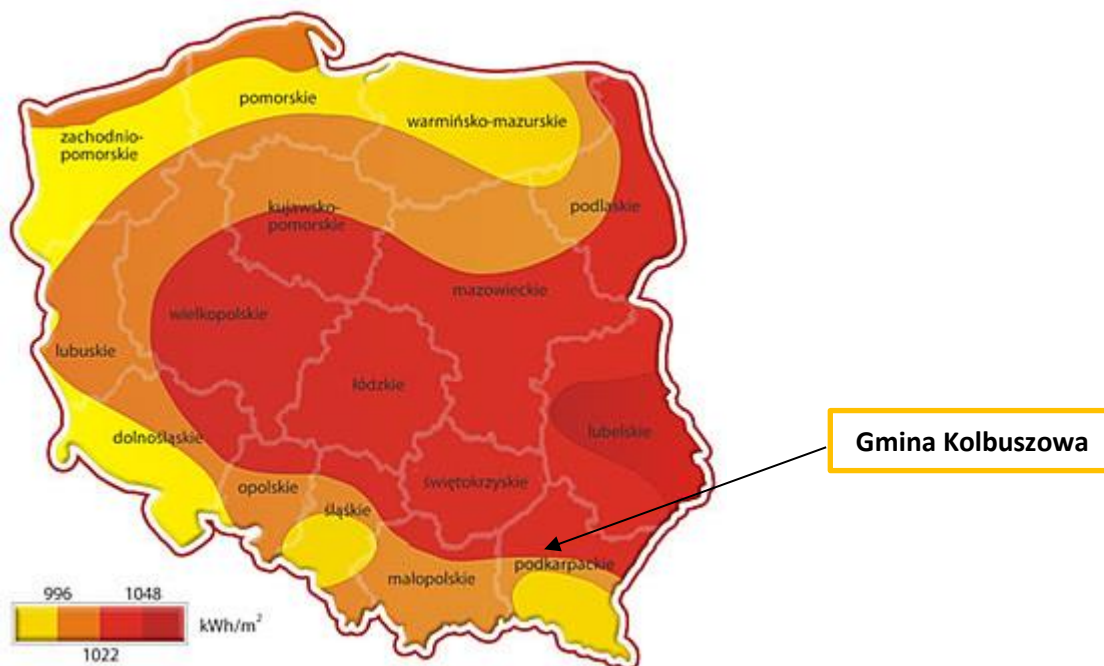 pomorskie
warmińsko-mazurskie
zachodnio-
pomorskie
kujawsko-
pomorskie
podlaskie
mazowieckie
wielkopolskie
lubuskie
łódzkie
dolnośląskie
lubelskie
Gmina Kolbuszowa
opolskie
świętokrzyskie
śląskie
małopolskie
podkarpackie
996 1048
kWh/m²
1022